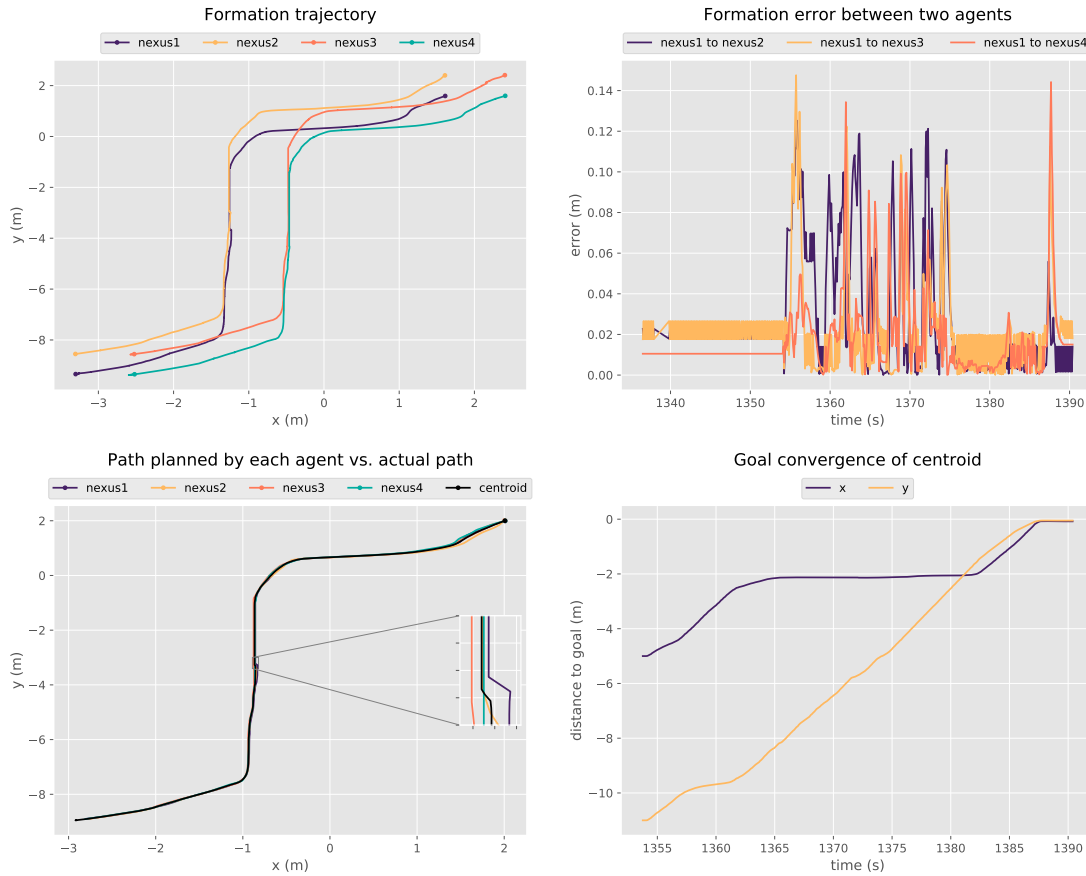 Formation trajectory
nexus1 nexus2 nexus3 nexus4
2
0
−2
−4
−6
−8
y (m)
−3 −2 −1 0 1 2
x (m)
Formation error between two agents
nexus1 to nexus2 nexus1 to nexus3 nexus1 to nexus4
0.14
0.12
0.10
0.08
0.06
0.04
0.02
0.00
error (m)
1340 1350 1360 1370 1380 1390
time (s)
Path planned by each agent vs. actual path
nexus1 nexus2 nexus3 nexus4 centroid
2
0
−2
−4
−6
−8
y (m)
−3 −2 −1 0 1 2
x (m)
Goal convergence of centroid
x y
0
−2
−4
−6
−8
−10
distance to goal (m)
1355 1360 1365 1370 1375 1380 1385 1390
time (s)